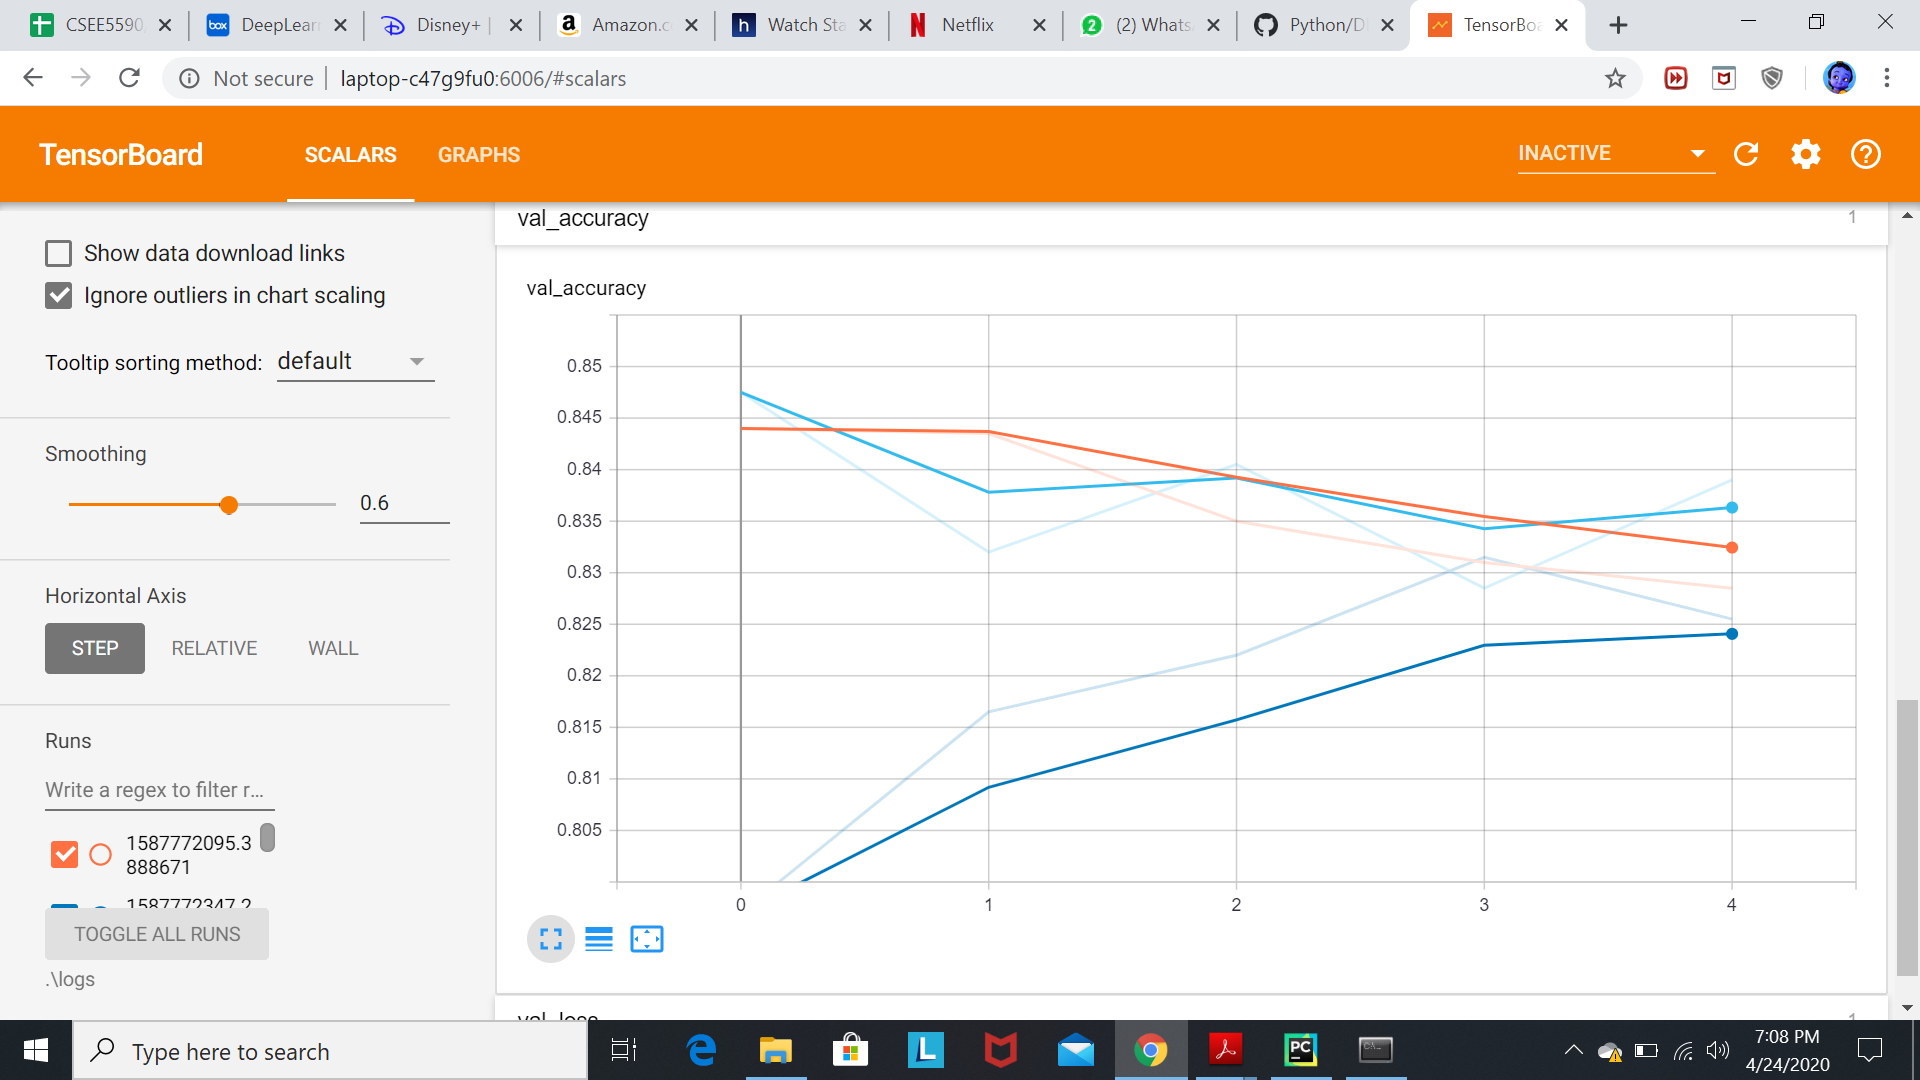 CSEE5590
DeepLearn
Disney+ |
Amazon.c
Watch Sta
Netflix
(2) Whats
Python/D
TensorBoa
Not secure
laptop-c47g9fu0:6006/#scalars
TensorBoard
SCALARS
GRAPHS
INACTIVE
Show data download links
Ignore outliers in chart scaling
Tooltip sorting method: default
Smoothing
0.6
Horizontal Axis
STEP
RELATIVE
WALL
Runs
Write a regex to filter r...
1587772095.3
888671
1587772347.2
TOGGLE ALL RUNS
.\logs
val_accuracy
1
val_accuracy
0.85
0.845
0.84
0.835
0.83
0.825
0.82
0.815
0.81
0.805
0
1
2
3
4
val_loss
1
Type here to search
7:08 PM
4/24/2020